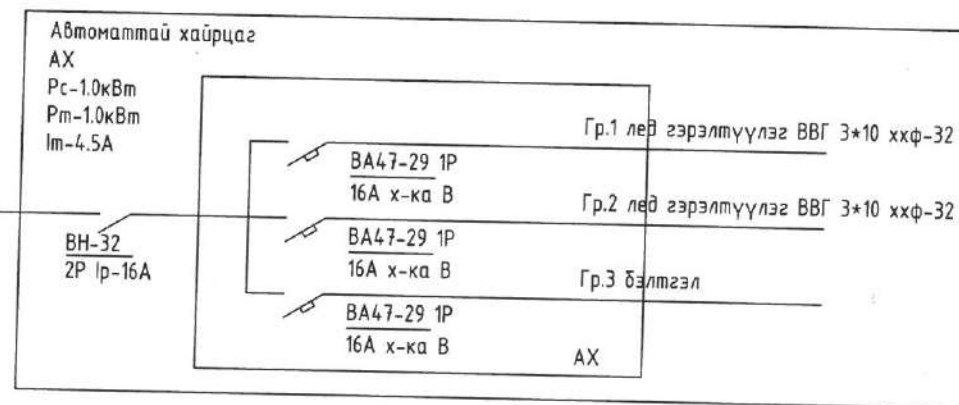 Автоматтай хайрцаг
АХ
Рс-1.0кВт
Рт-1.0кВт
Iт-4.5А
Гр.1 лед гэрэлтүүлэг ВВГ 3*10 ххф-32
ВА47-29 1Р
16А х-ка В
Гр.2 лед гэрэлтүүлэг ВВГ 3*10 ххф-32
ВН-32
2Р Iр-16А
ВА47-29 1Р
16А х-ка В
Гр.3 бэлтгэл
ВА47-29 1Р
16А х-ка В
АХ